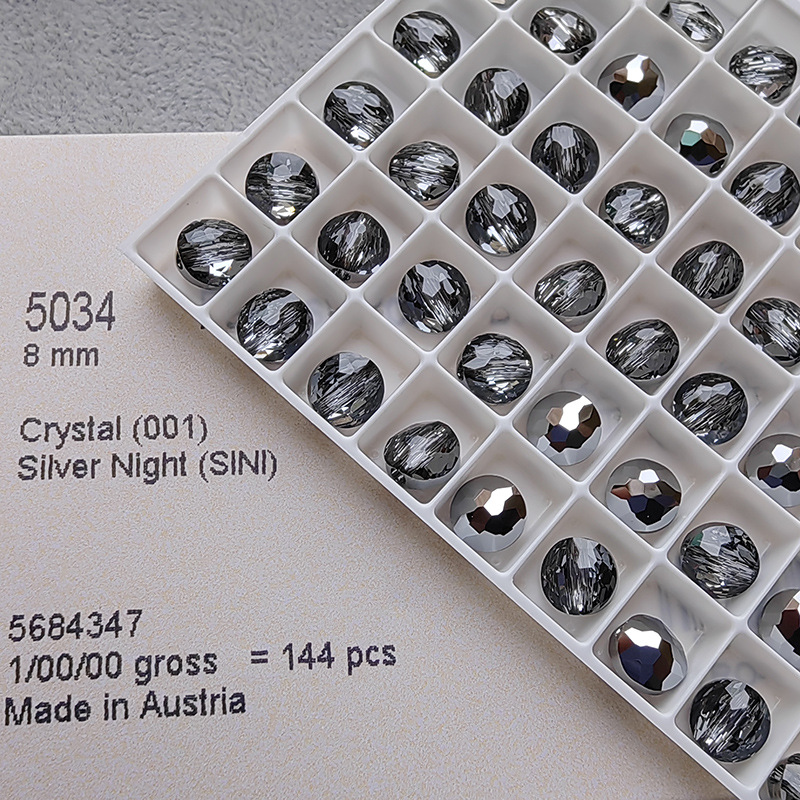 5034
8 mm
Crystal (001)
Silver Night (SINI)
5684347
1/00/00 gross = 144 pcs
Made in Austria